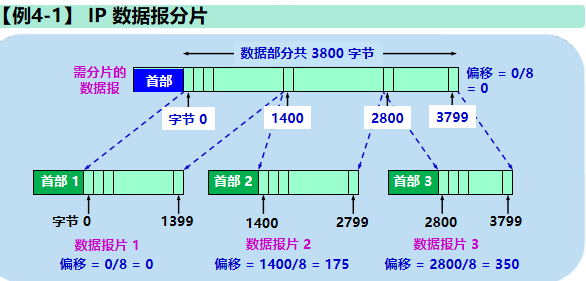 【例4-1】 IP 数据报分片
数据部分共 3800 字节
需分片的
数据报
首部
偏移 = 0/8
= 0
字节 0
1400
2800
3799
首部 1
首部 2
首部 3
字节 0
1399
1400
2799
2800
3799
数据报片 1
数据报片 2
数据报片 3
偏移 = 0/8 = 0
偏移 = 1400/8 = 175
偏移 = 2800/8 = 350